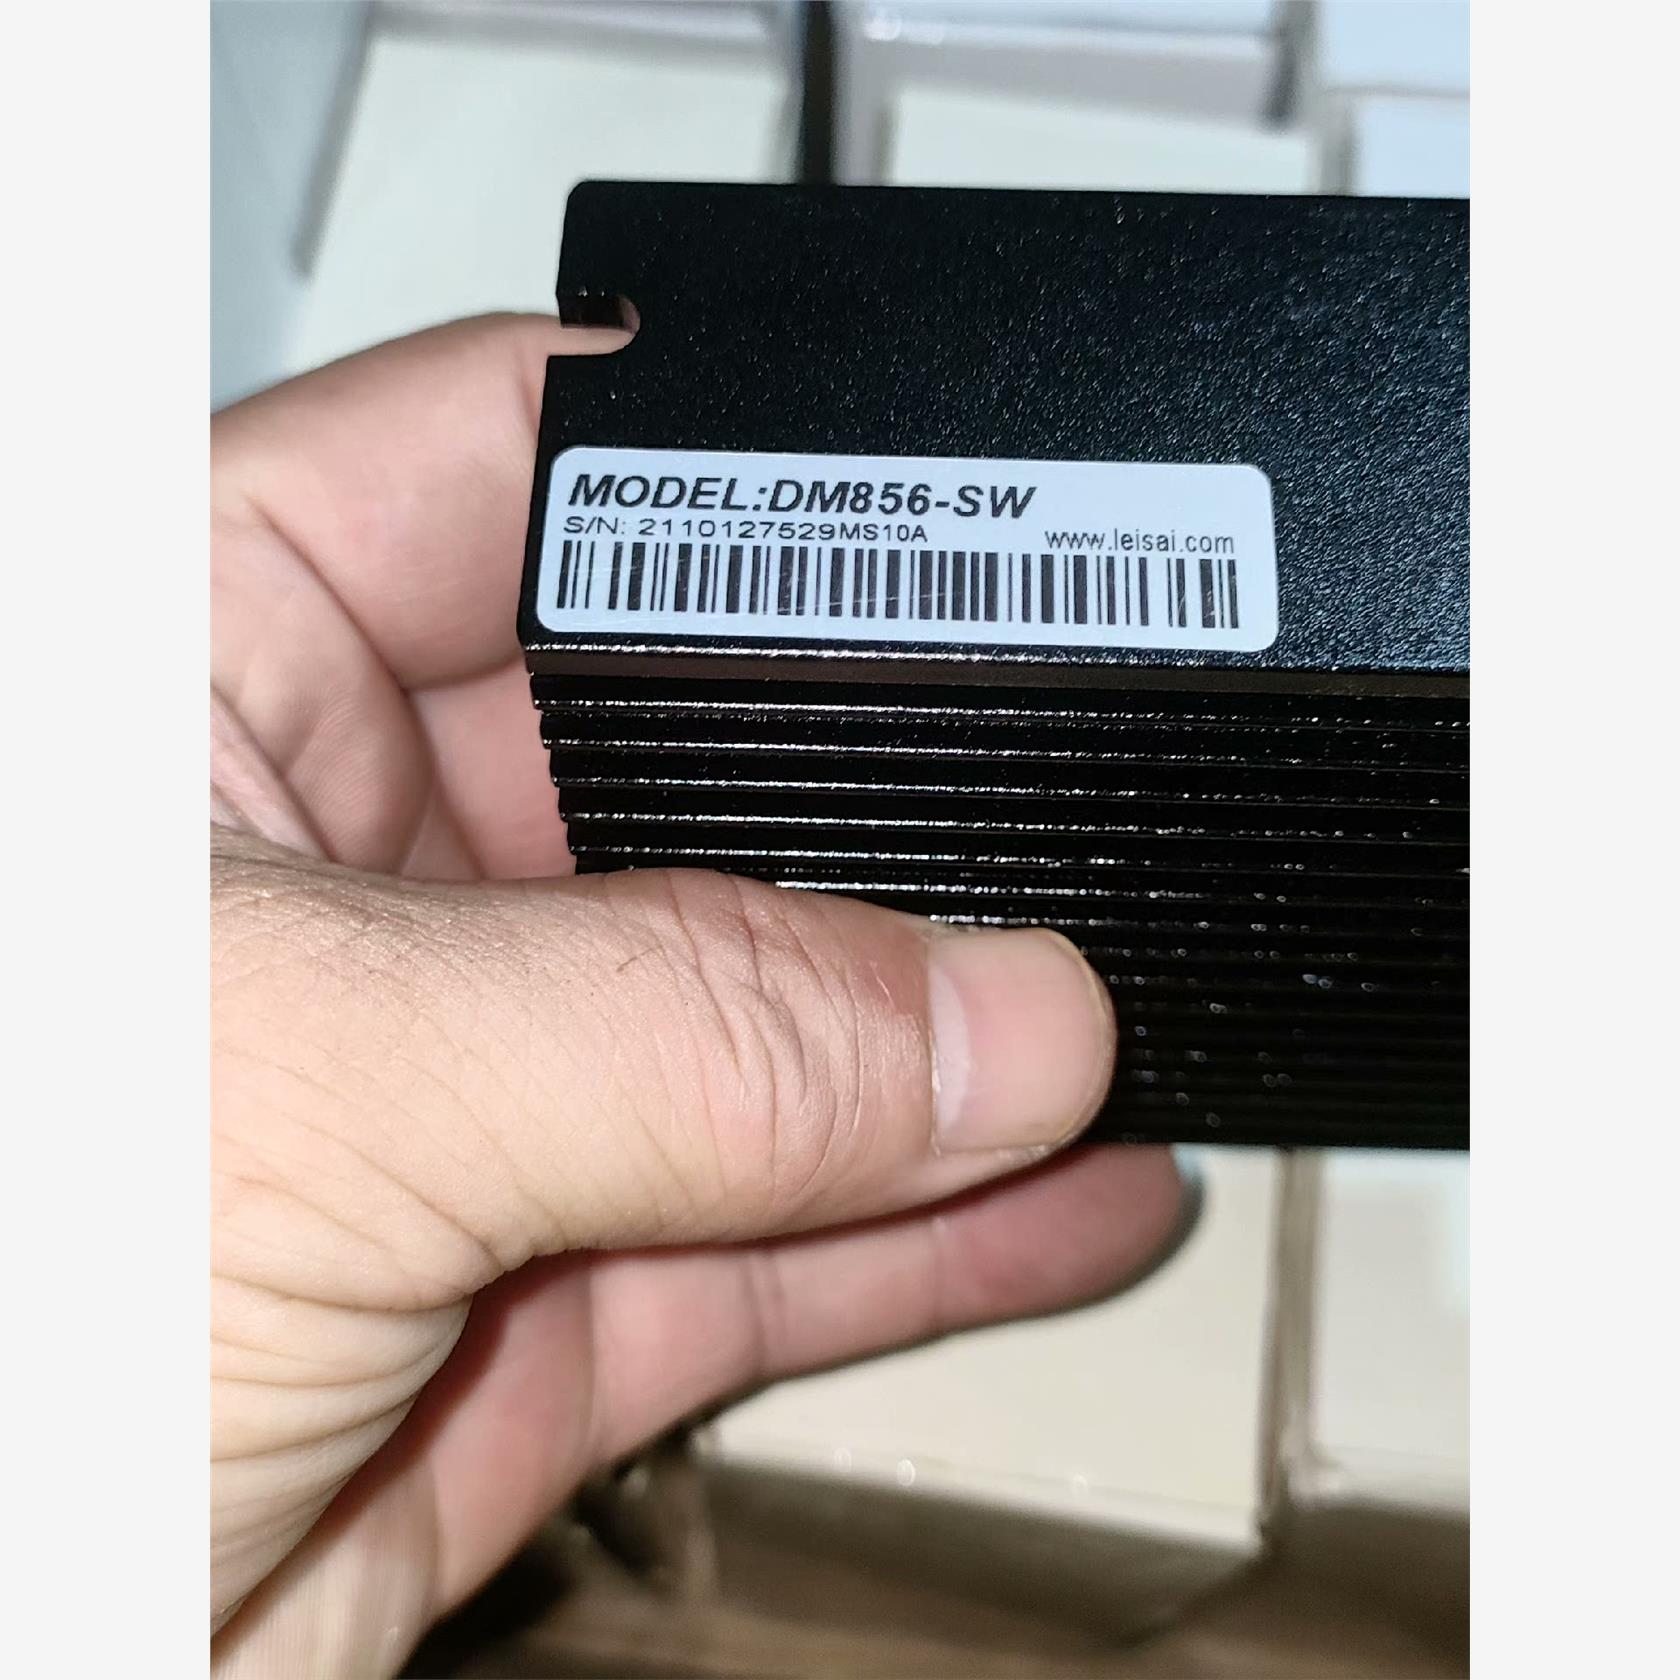 MODEL:DM856-SW
S/N: 2110127529MS10A
www.leisai.com